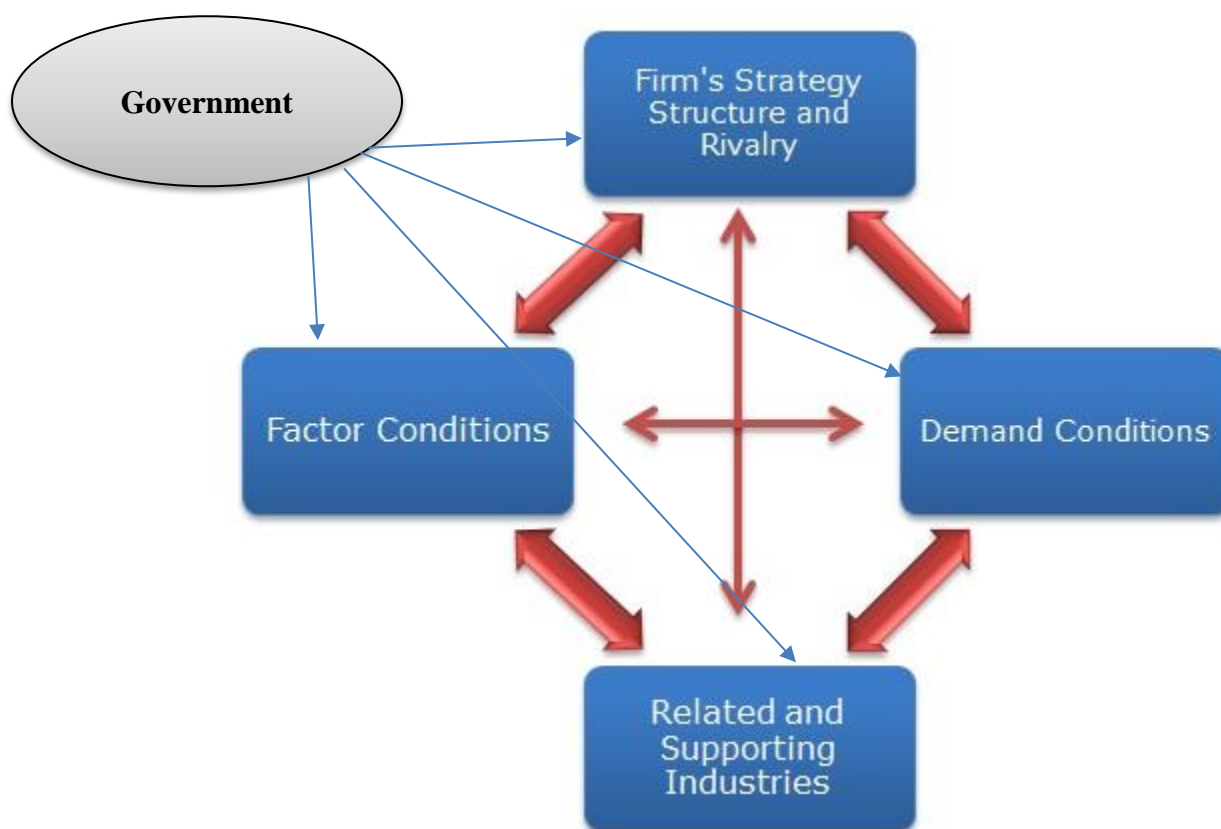 Government
Firm's Strategy
Structure and
Rivalry
Factor Conditions
Demand Conditions
Related and
Supporting
Industries